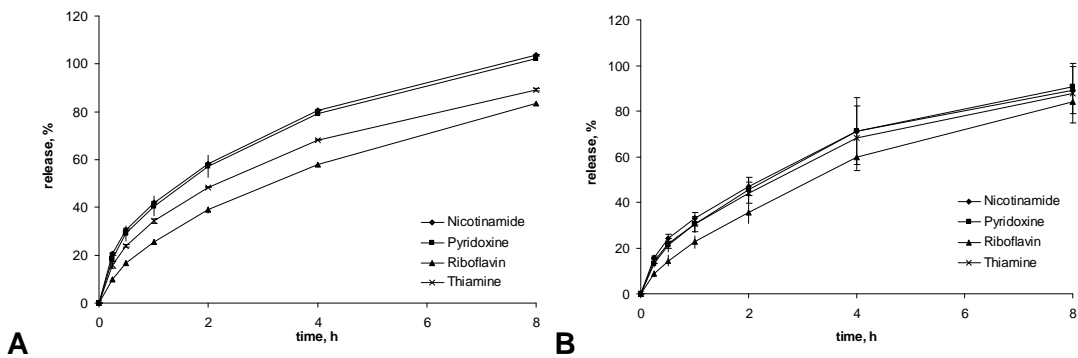 120
100
80
60
40
20
0
release, %
0 2 4 6 8
time, h
Nicotinamide
Pyridoxine
Riboflavin
Thiamine
A
120
100
80
60
40
20
0
release, %
0 2 4 6 8
time, h
Nicotinamide
Pyridoxine
Riboflavin
Thiamine
B